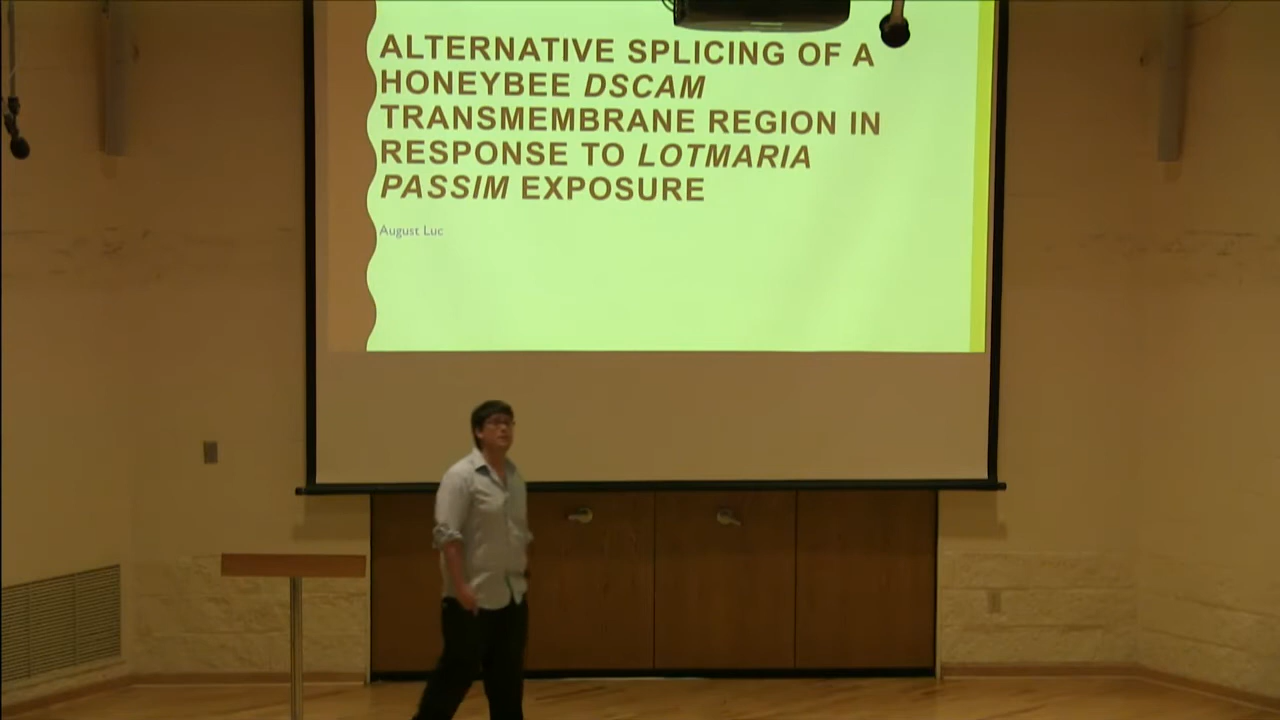 ALTERNATIVE SPLICING OF A
HONEYBEE DSCAM
TRANSMEMBRANE REGION IN
RESPONSE TO LOTMARIA
PASSIM EXPOSURE
August Luc